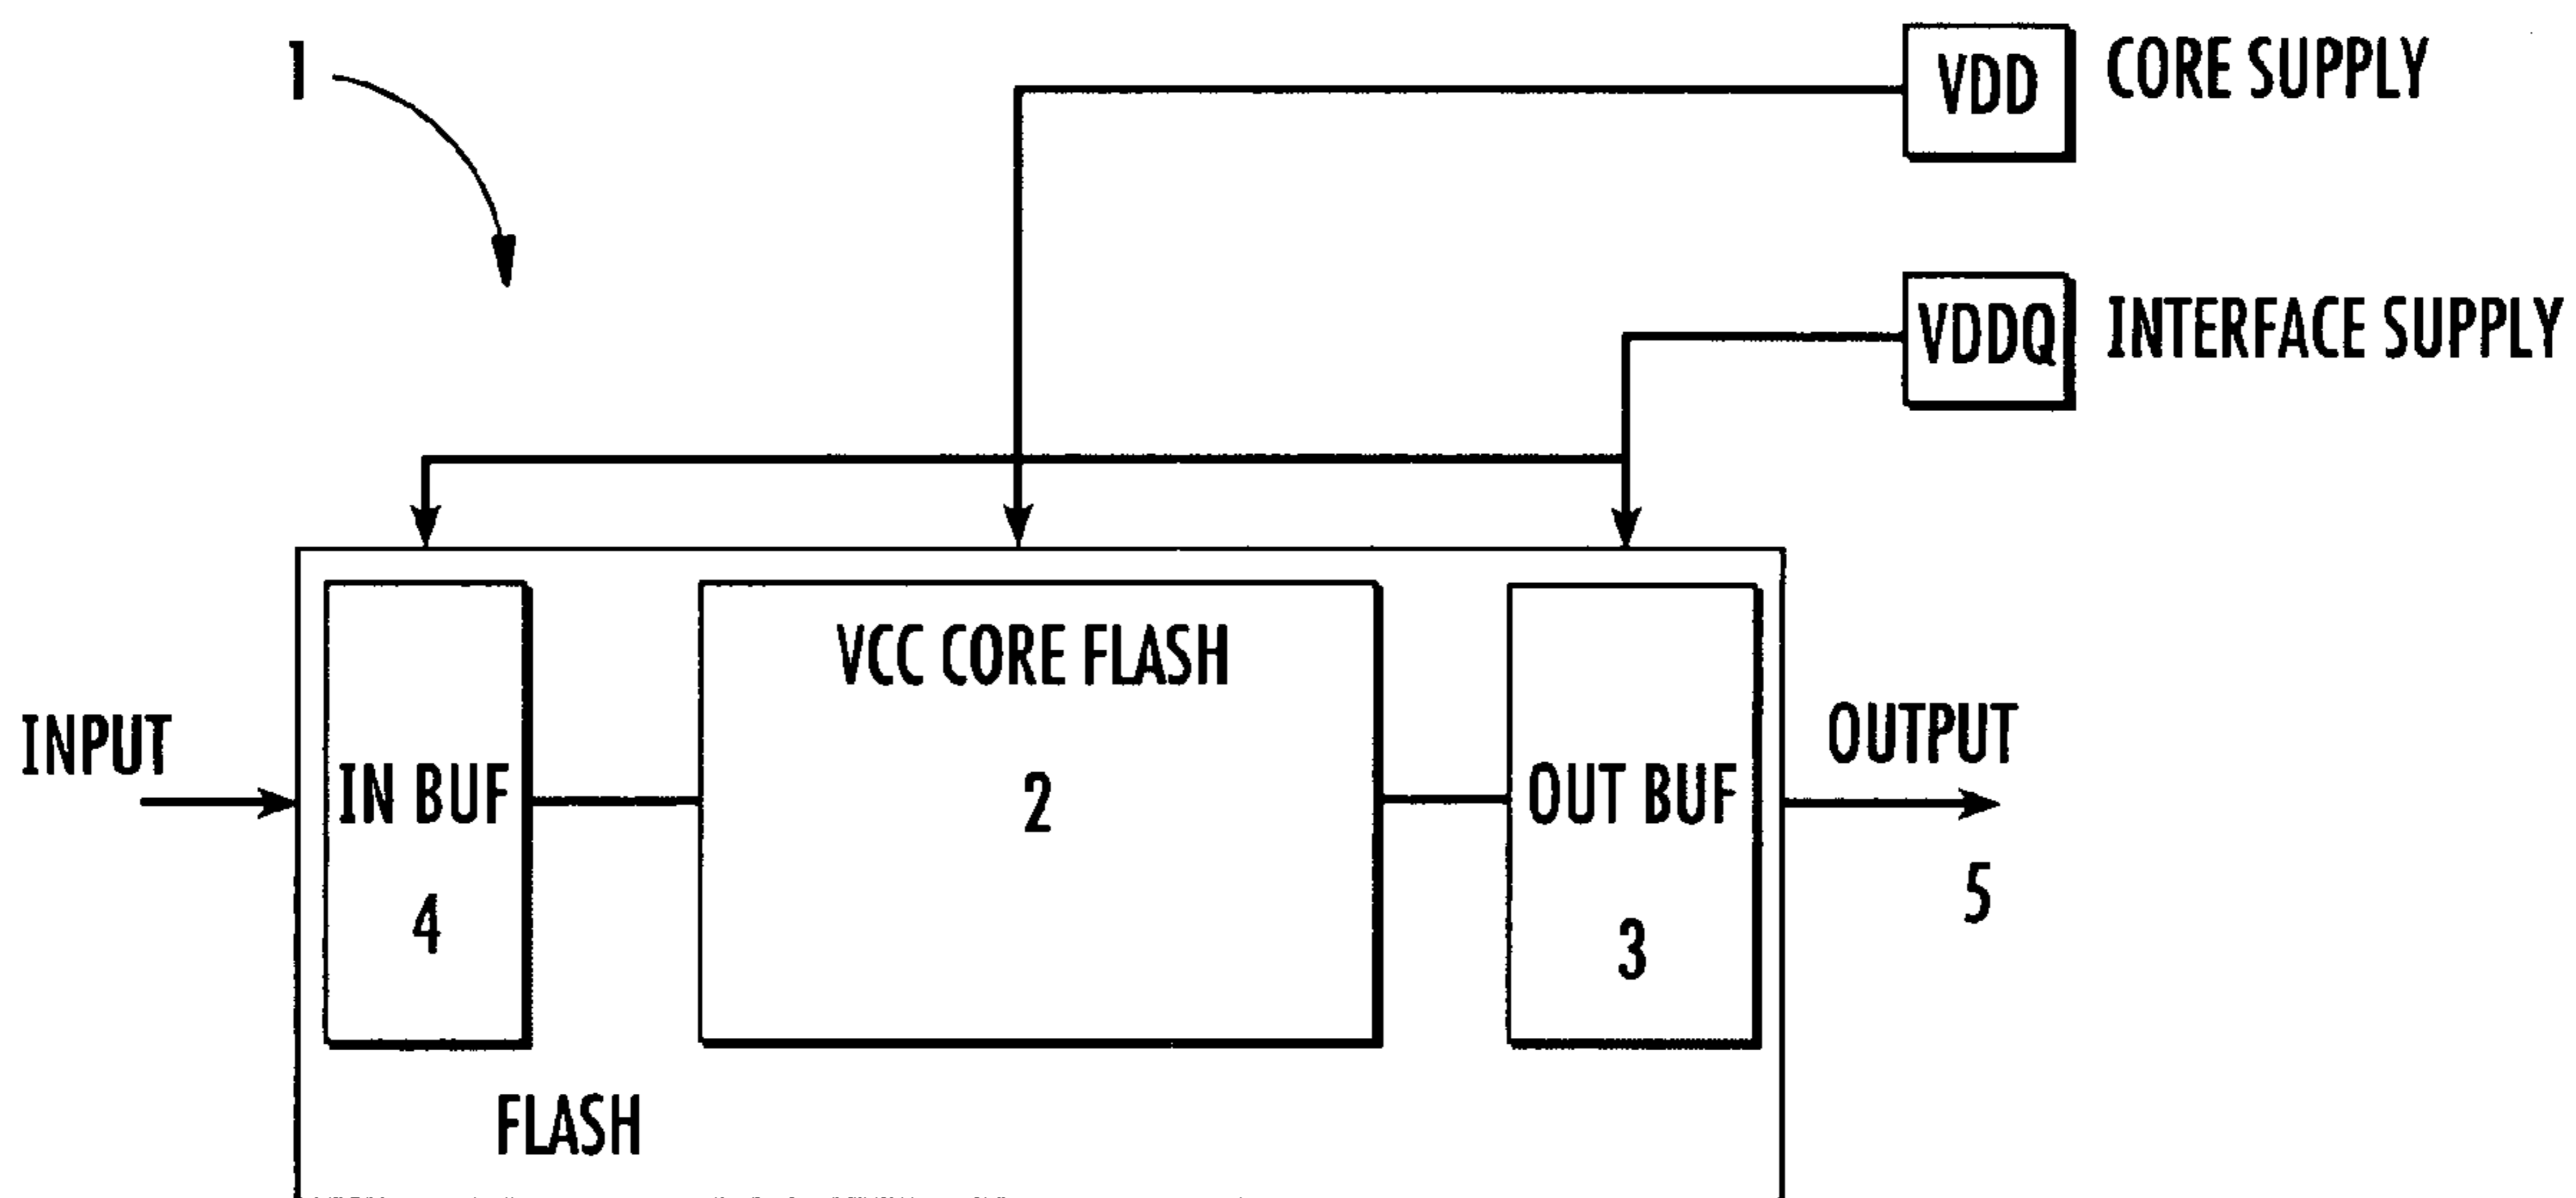 1
VDD CORE SUPPLY
VDDQ INTERFACE SUPPLY
VCC CORE FLASH
INPUT
OUTPUT
IN BUF
2
OUT BUF
4
3
5
FLASH